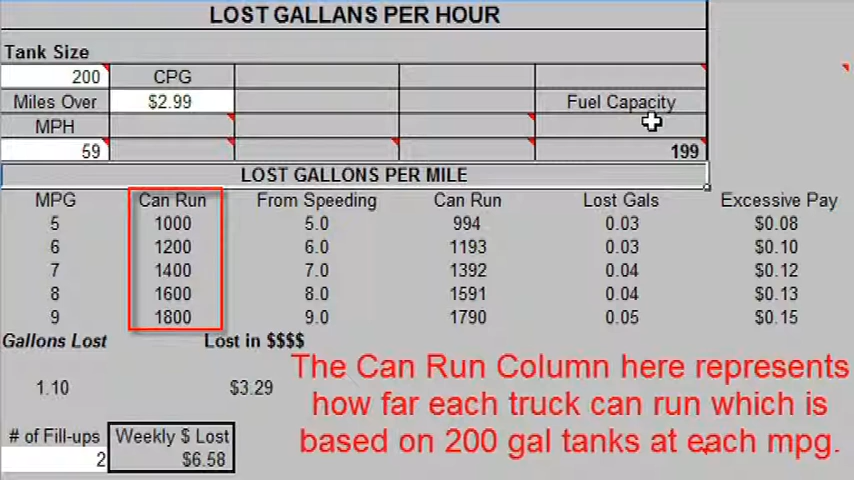 LOST GALLANS PER HOUR
Tank Size
200 CPG
Miles Over $2.99 Fuel Capacity
MPH
59 199
LOST GALLONS PER MILE
MPG Can Run From Speeding Can Run Lost Gals Excessive Pay
5 1000 5.0 994 0.03 $0.08
6 1200 6.0 1193 0.03 $0.10
7 1400 7.0 1392 0.04 $0.12
8 1600 8.0 1591 0.04 $0.13
9 1800 9.0 1790 0.05 $0.15
Gallons Lost Lost in $$$$
1.10 $3.29
The Can Run Column here represents
how far each truck can run which is
based on 200 gal tanks at each mpg.
# of Fill-ups Weekly $ Lost
2 $6.58